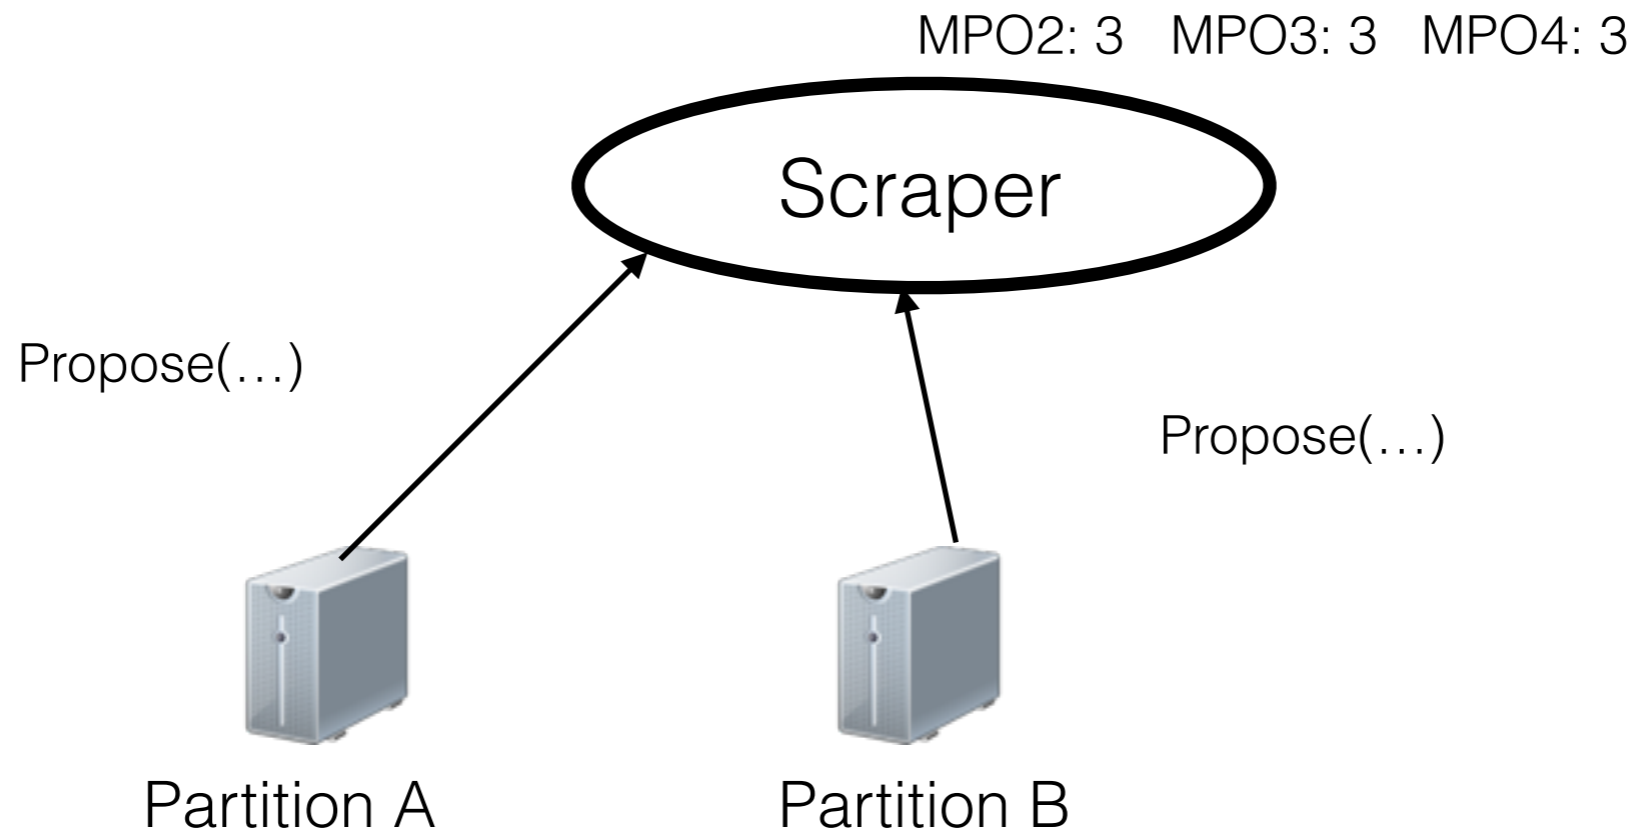 MPO2: 3 MPO3: 3 MPO4: 3
Scraper
Propose(…)
Propose(…)
Partition A
Partition B